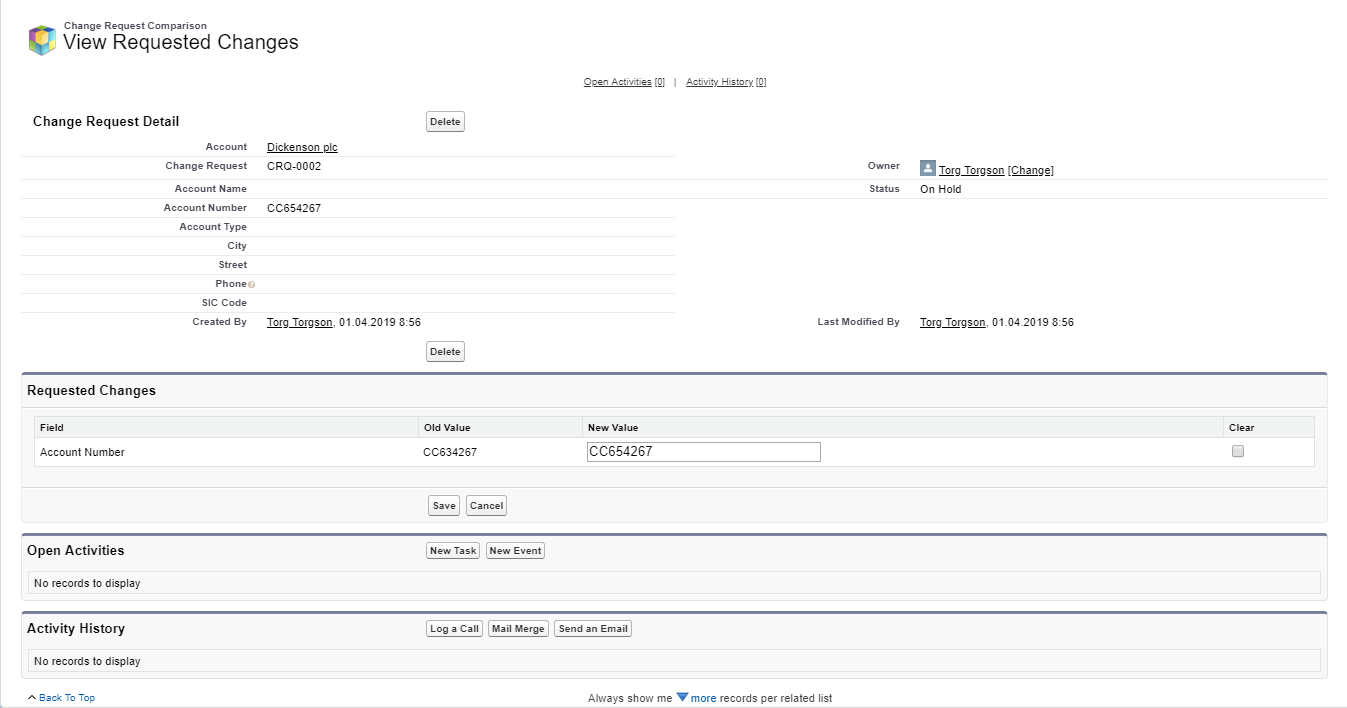 Change Request Comparison
View Requested Changes
Open Activities [0] | Activity History [0]
Change Request Detail Delete
Account Dickenson plc
Change Request CRQ-0002 Owner Torg Torgson [Change]
Account Name Status On Hold
Account Number CC654267
Account Type
City
Street
Phone
SIC Code
Created By Torg Torgson, 01.04.2019 8:56 Last Modified By Torg Torgson, 01.04.2019 8:56
Delete
Requested Changes
Field Old Value New Value Clear
Account Number CC634267 CC654267
Save Cancel
Open Activities New Task New Event
No records to display
Activity History Log a Call Mail Merge Send an Email
No records to display
Back To Top Always show me more records per related list